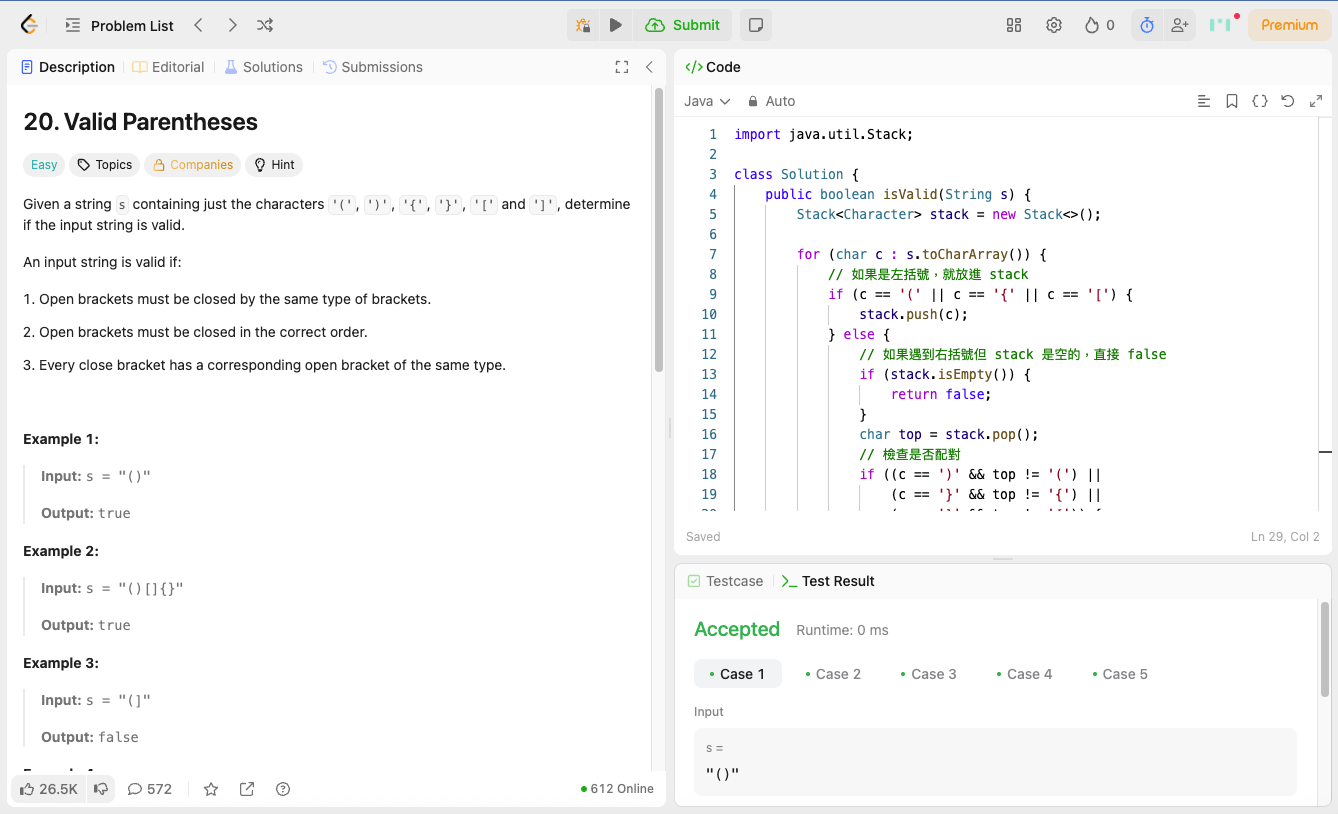 Problem List
Submit
0
Premium
Description
Editorial
Solutions
Submissions
20. Valid Parentheses
Easy
Topics
Companies
Hint
Given a string s containing just the characters '(', ')', '{', '}', '[' and ']', determine
if the input string is valid.
An input string is valid if:
1. Open brackets must be closed by the same type of brackets.
2. Open brackets must be closed in the correct order.
3. Every close bracket has a corresponding open bracket of the same type.
Example 1:
Input: s = "()"
Output: true
Example 2:
Input: s = "()[]{}"
Output: true
Example 3:
Input: s = "(]"
Output: false
26.5K
572
612 Online
</> Code
Java
Auto
1 import java.util.Stack;
2
3 class Solution {
4 public boolean isValid(String s) {
5 Stack<Character> stack = new Stack<>();
6
7 for (char c : s.toCharArray()) {
8 // 如果是左括號，就放進 stack
9 if (c == '(' || c == '{' || c == '[') {
10 stack.push(c);
11 } else {
12 // 如果遇到右括號但 stack 是空的，直接 false
13 if (stack.isEmpty()) {
14 return false;
15 }
16 char top = stack.pop();
17 // 檢查是否配對
18 if ((c == ')' && top != '(') ||
19 (c == '}' && top != '{') ||
Saved
Ln 29, Col 2
Testcase
>_ Test Result
Accepted
Runtime: 0 ms
Case 1
Case 2
Case 3
Case 4
Case 5
Input
s =
"()"